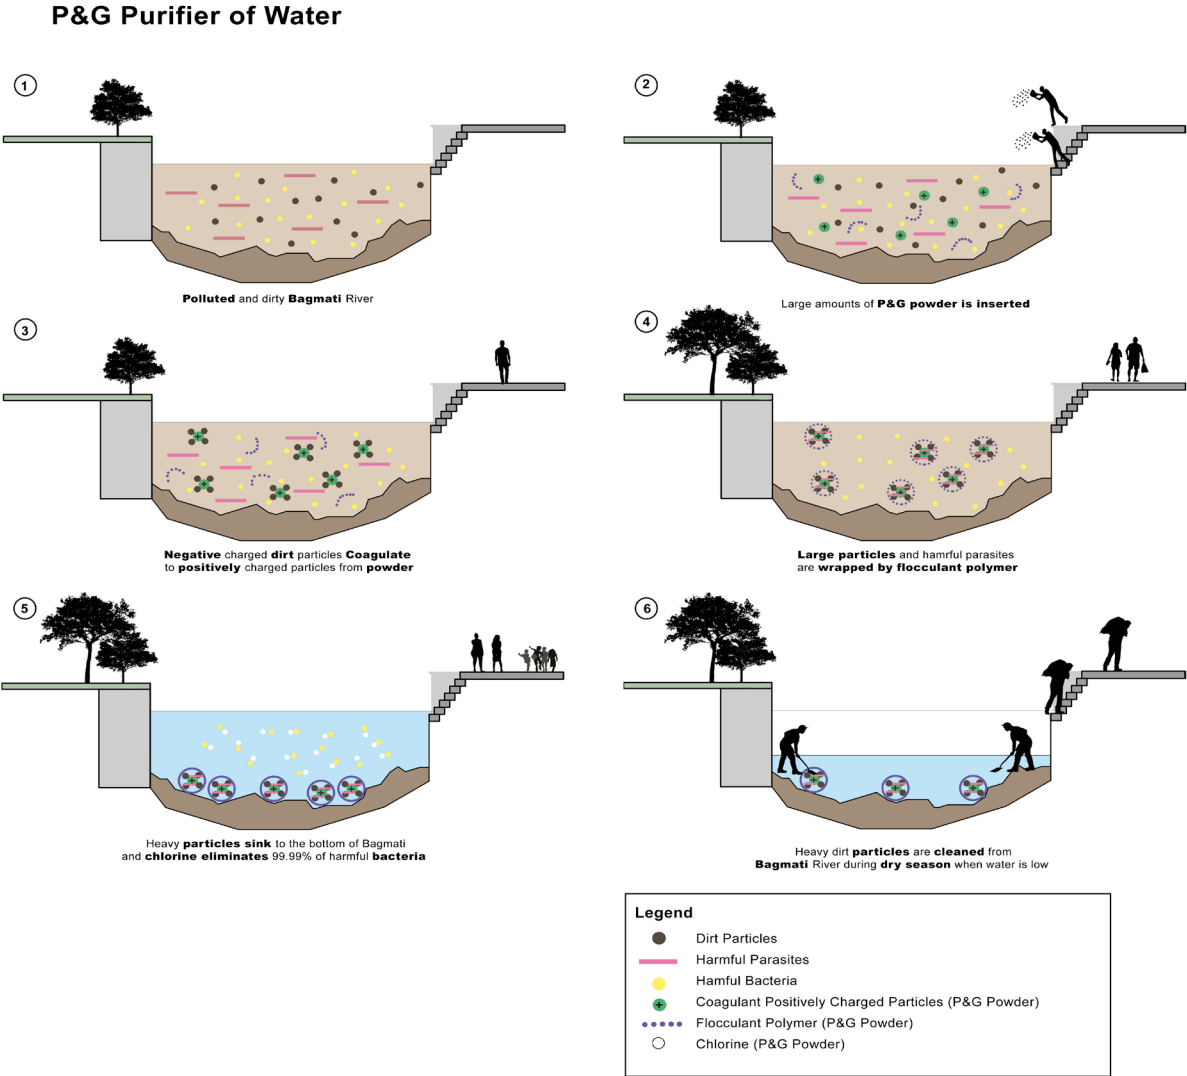 P&G Purifier of Water
1
2
Polluted and dirty Bagmati River
Large amounts of P&G powder is inserted
3
4
Negative charged dirt particles Coagulate
to positively charged particles from powder
Large particles and hamrful parasites
are wrapped by flocculant polymer
5
6
Heavy particles sink to the bottom of Bagmati
and chlorine eliminates 99.99% of harmful bacteria
Heavy dirt particles are cleaned from
Bagmati River during dry season when water is low
Legend
Dirt Particles
Harmful Parasites
Hamful Bacteria
Coagulant Positively Charged Particles (P&G Powder)
Flocculant Polymer (P&G Powder)
Chlorine (P&G Powder)